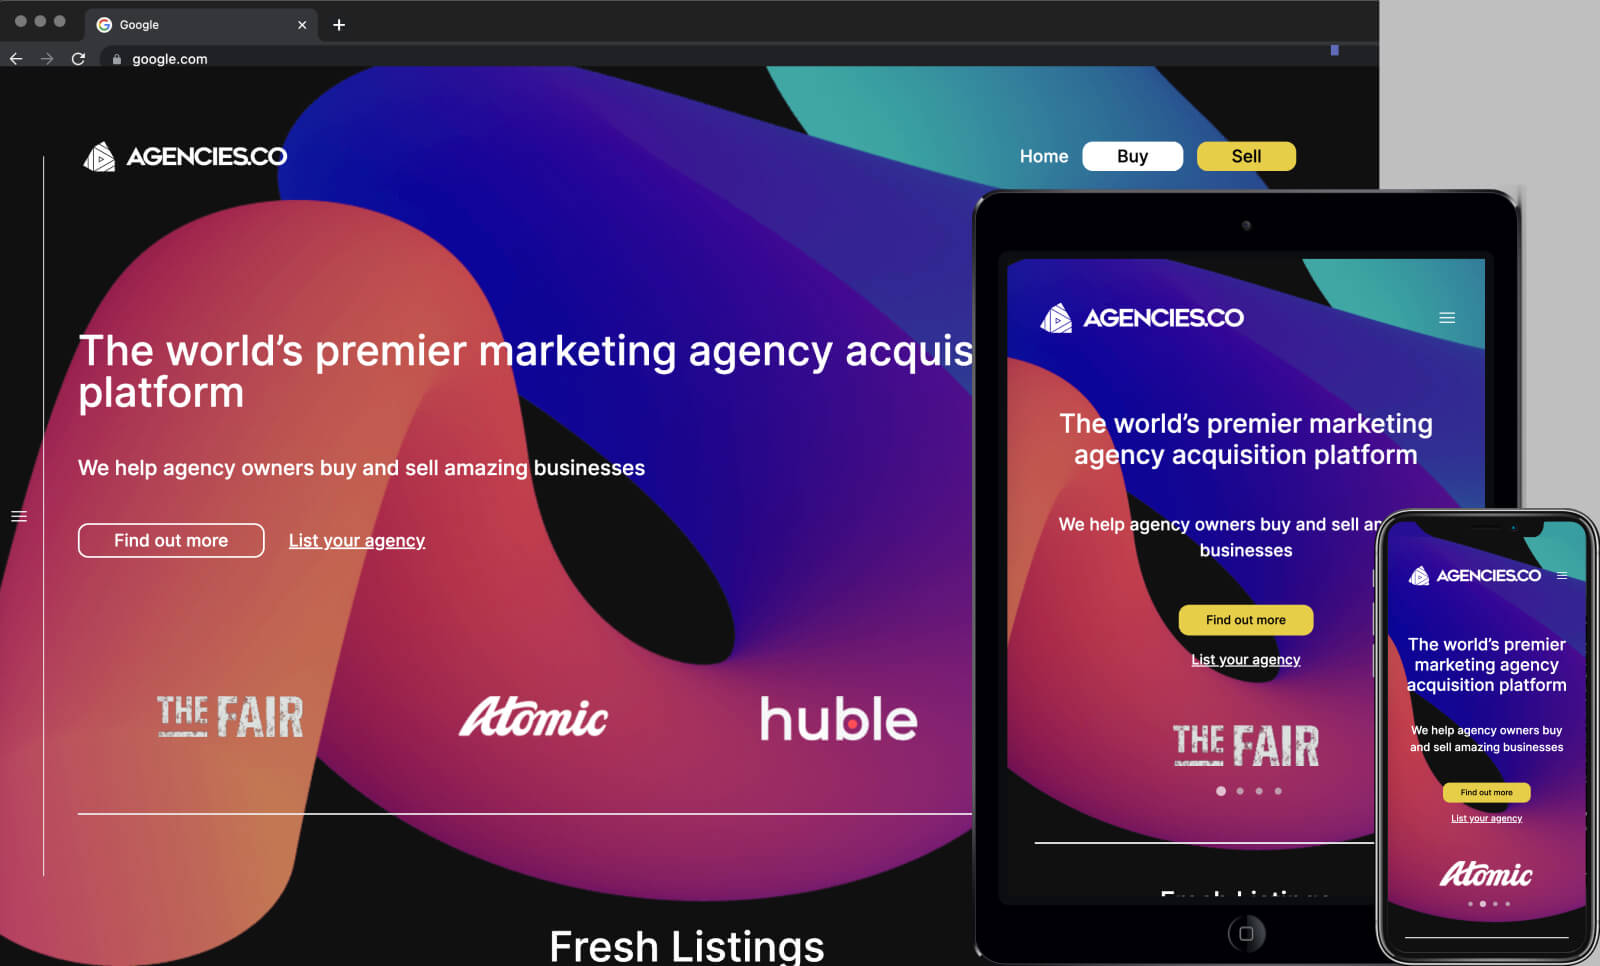 Google
google.com
AGENCIES.CO
Home
Buy
Sell
The world’s premier marketing agency acquis
platform
We help agency owners buy and sell amazing businesses
Find out more
List your agency
THE FAIR
Atomic
huble
Fresh Listings
AGENCIES.CO
The world’s premier marketing
agency acquisition platform
We help agency owners buy and sell
businesses
Find out more
List your agency
THE FAIR
Fresh Listings
AGENCIES.CO
The world’s premier
marketing agency
acquisition platform
We help agency owners buy
and sell amazing businesses
Find out more
List your agency
Atomic